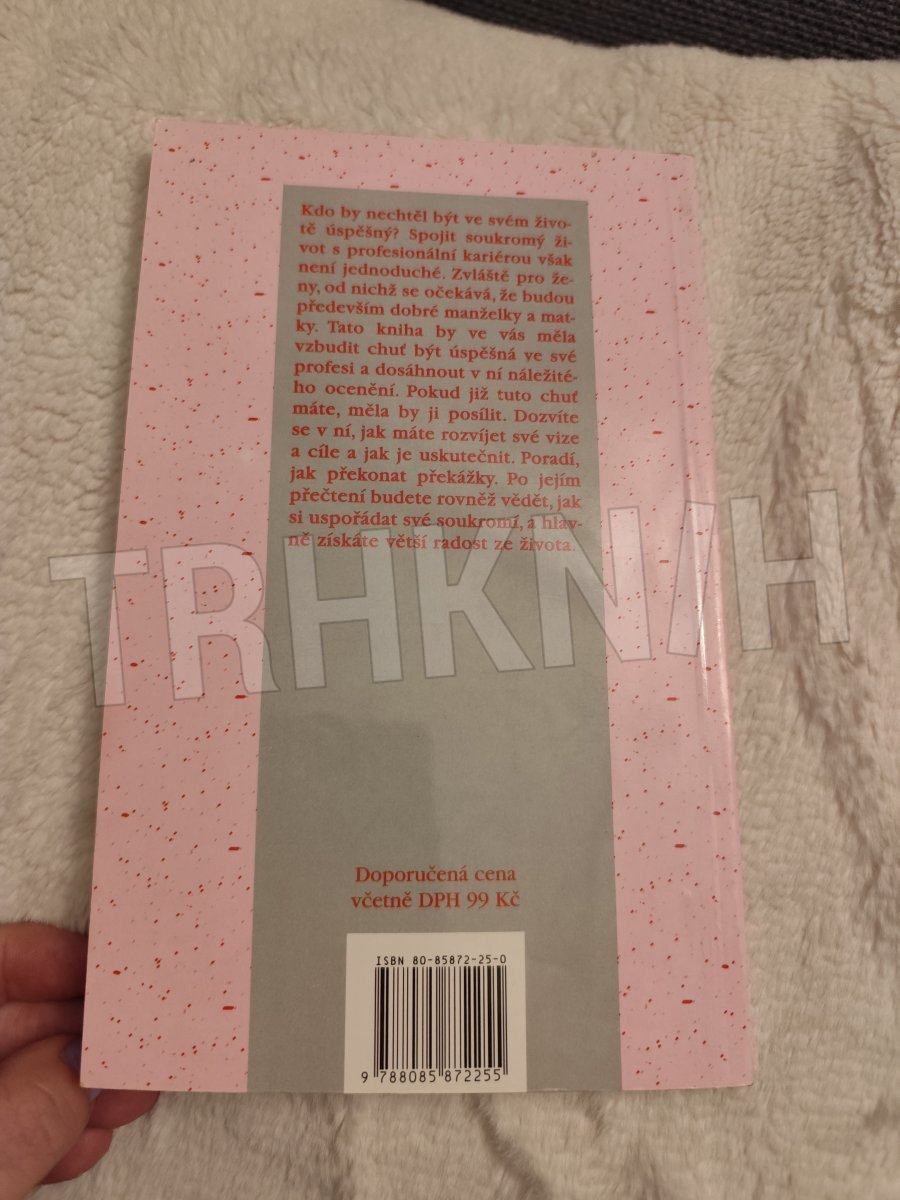 Kdo by nechtěl být ve svém živo-
tě úspěšný? Spojit soukromý ži-
vot s profesionální kariérou však
není jednoduché. Zvláště pro že-
ny, od nichž se očekává, že budou
především dobré manželky a mat-
ky. Tato kniha by ve vás měla
vzbudit chuť být úspěšná ve své
profesi a dosáhnout v ní náležité-
ho ocenění. Pokud již tuto chuť
máte, měla by ji posílit. Dozvíte
se v ní, jak máte rozvíjet své vize
a cíle a jak je uskutečnit. Poradí,
jak překonat překážky. Po jejím
přečtení budete rovněž vědět, jak
si uspořádat své soukromí, a hlav-
ně získáte větší radost ze života.
TRHKNIH
Doporučená cena
včetně DPH 99 Kč
ISBN 80-85872-25-0
9 788085 872255